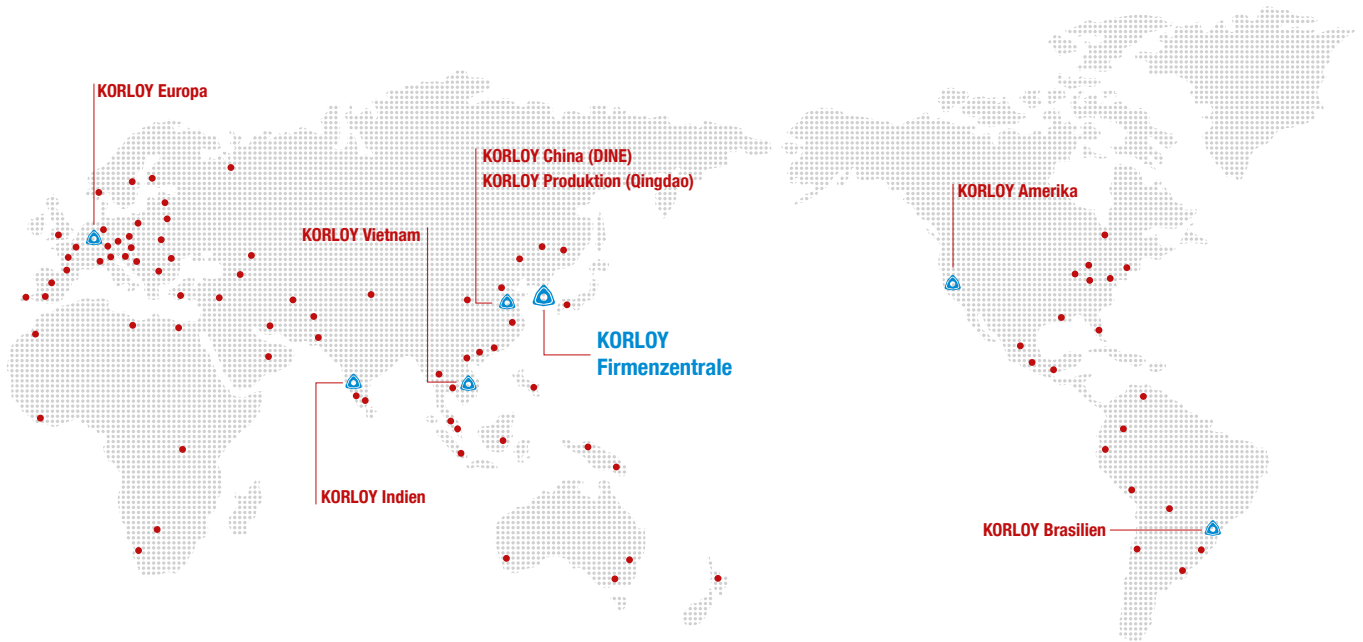 KORLOY Europa
KORLOY China (DINE)
KORLOY Produktion (Qingdao)
KORLOY Amerika
KORLOY Vietnam
KORLOY
Firmenzentrale
KORLOY Indien
KORLOY Brasilien